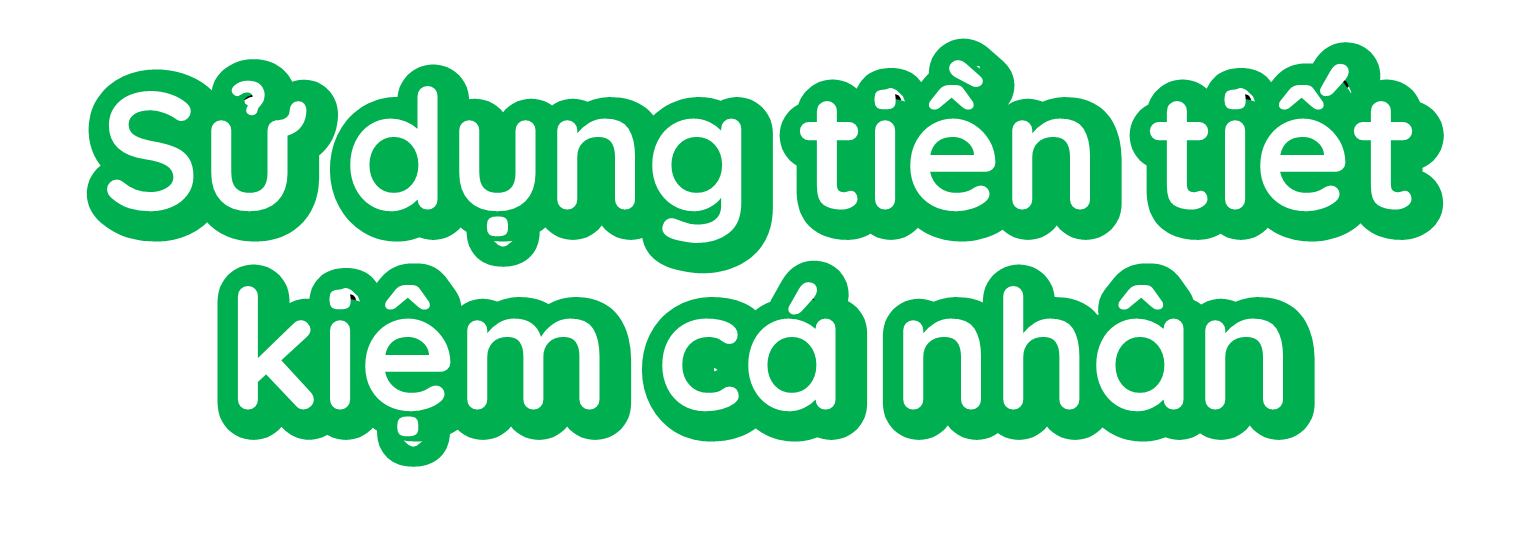 Sử dụng tiền tiết
kiệm cá nhân